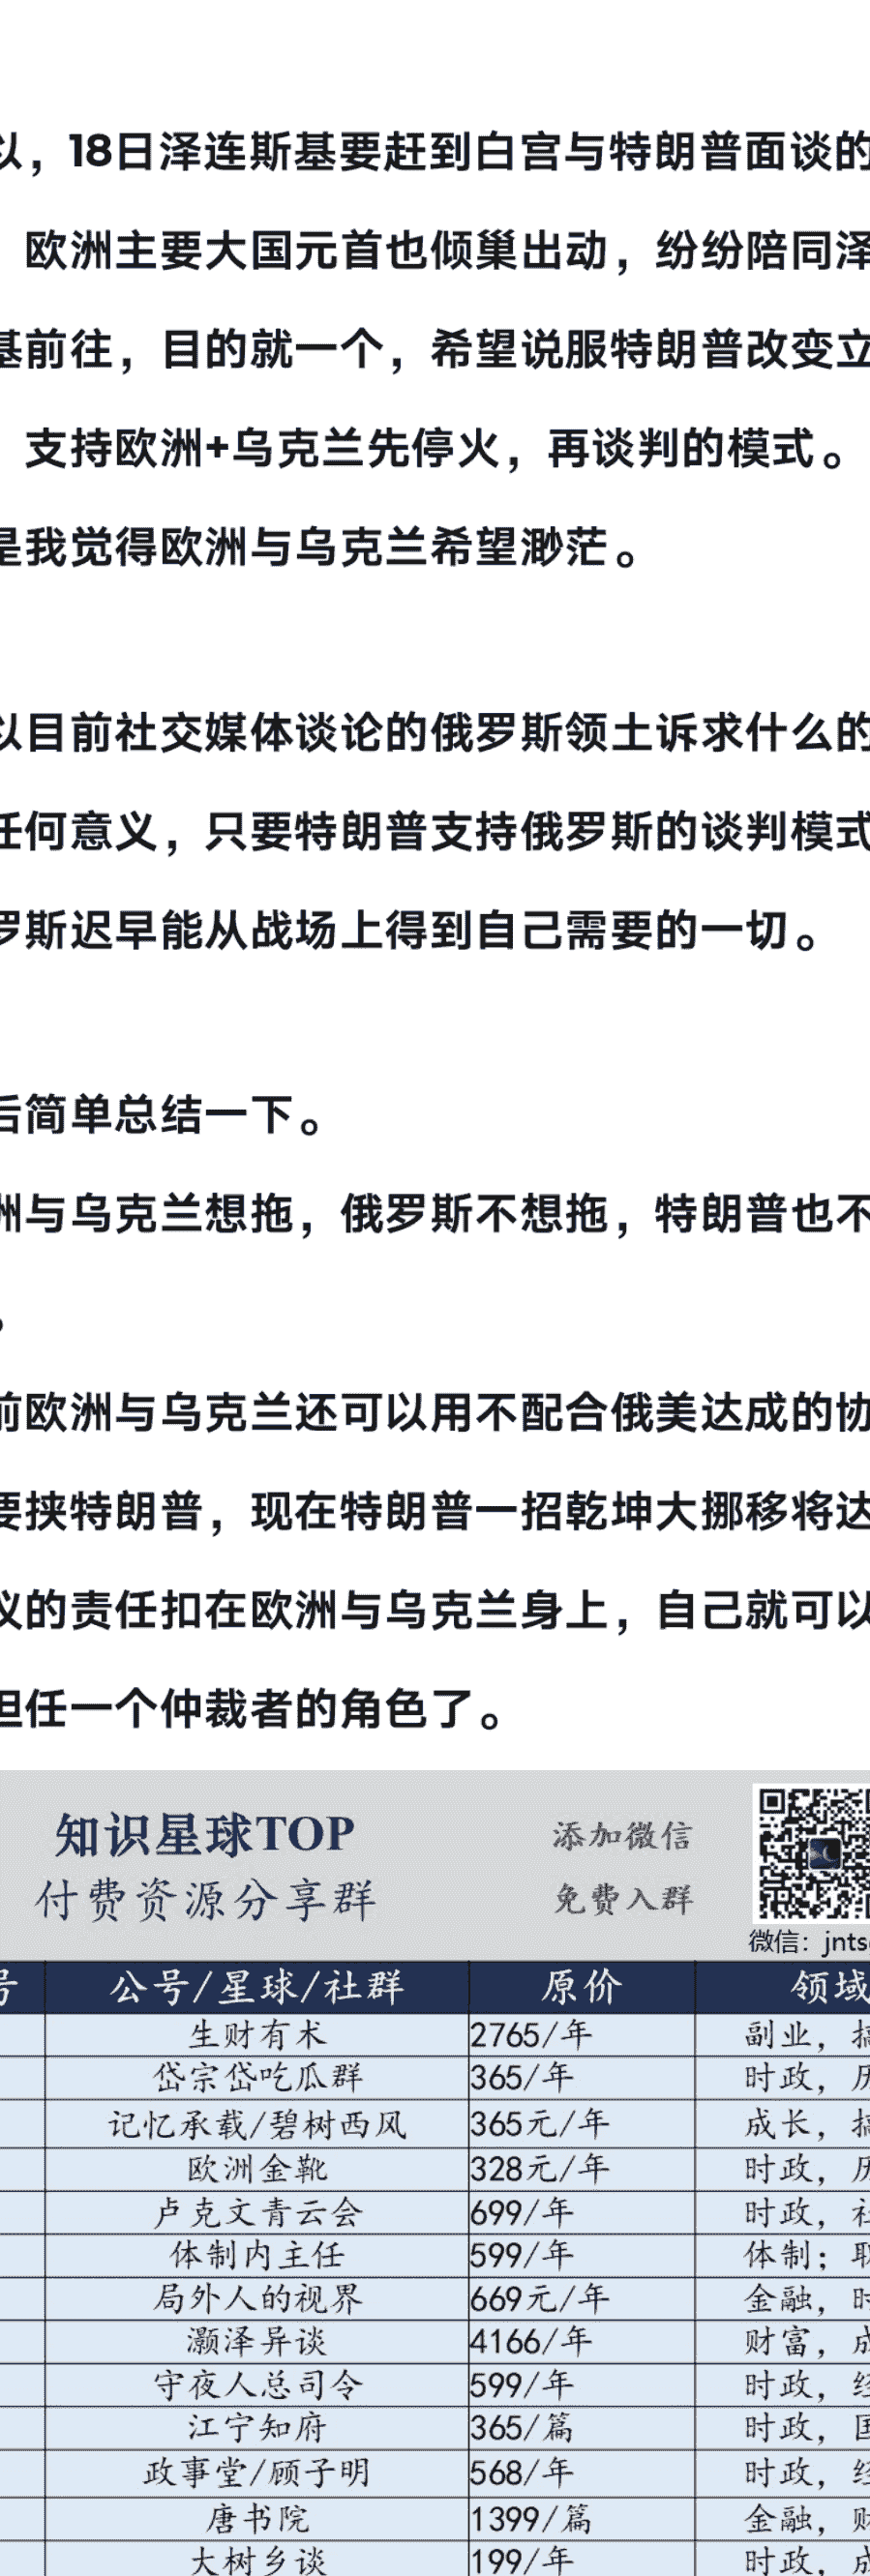 以，18日泽连斯基要赶到白宫与特朗普面谈的
欧洲主要大国元首也倾巢出动，纷纷陪同泽
基前往，目的就一个，希望说服特朗普改变立
支持欧洲+乌克兰先停火，再谈判的模式。
是我觉得欧洲与乌克兰希望渺茫。
以目前社交媒体谈论的俄罗斯领土诉求什么的
任何意义，只要特朗普支持俄罗斯的谈判模式
罗斯迟早能从战场上得到自己需要的一切。
后简单总结一下。
洲与乌克兰想拖，俄罗斯不想拖，特朗普也不
。
前欧洲与乌克兰还可以用不配合俄美达成的协
要挟特朗普，现在特朗普一招乾坤大挪移将达
议的责任扣在欧洲与乌克兰身上，自己就可以
担任一个仲裁者的角色了。
知识星球TOP 添加微信
付费资源分享群 免费入群
微信：jnts
号 公号/星球/社群 原价 领域
生财有术 2765/年 副业，搞
岱宗岱吃瓜群 365/年 时政，历
记忆承载/碧树西风 365元/年 成长，搞
欧洲金靴 328元/年 时政，历
卢克文青云会 699/年 时政，社
体制内主任 599/年 体制；职
局外人的视界 669元/年 金融，时
灏泽异谈 4166/年 财富，成
守夜人总司令 599/年 时政，经
江宁知府 365/篇 时政，国
政事堂/顾子明 568/年 时政，经
唐书院 1399/篇 金融，财
大树乡谈 199/年 时政，成